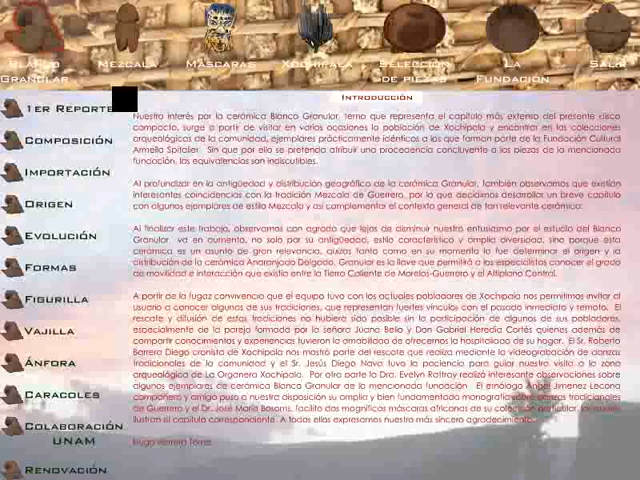 Blanco Granular
Mezcala
Máscaras
Xochipala
Selección de piezas
La Fundación
Salir
Introducción
1er Reporte
Composición
Importación
Origen
Evolución
Formas
Figurilla
Vajilla
Ánfora
Caracoles
Colaboración UNAM
Renovación
Nuestro interés por la cerámica Blanco Granular, tema que representa el capítulo más extenso del presente disco
compacto, surge a partir de visitar en varias ocasiones la población de Xochipala y encontrar en las colecciones
arqueológicas de la comunidad, ejemplares prácticamente idénticos a los que forman parte de la Fundación Cultural
Armella Spitalier. Sin que por ello se pretenda atribuir una procedencia concluyente a las piezas de la mencionada
fundación, las equivalencias son indiscutibles.
Al profundizar en la antigüedad y distribución geográfica de la cerámica Granular, también observamos que existían
interesantes coincidencias con la tradición Mezcala de Guerrero, por lo que decidimos desarrollar un breve capítulo
con algunos ejemplares de estilo Mezcala y así complementar el contexto general de tan relevante cerámica.
Al finalizar este trabajo, observamos con agrado que lejos de disminuir nuestro entusiasmo por el estudio del Blanco
Granular va en aumento, no solo por su antigüedad, estilo característico y amplia diversidad, sino porque esta
cerámica es un asunto de gran relevancia, quizás tanto como en su momento lo fue determinar el origen y la
distribución de la cerámica Anaranjado Delgado. Granular es la llave que permitirá a los especialistas conocer el grado
de movilidad e interacción que existió entre la Tierra Caliente de Morelos-Guerrero y el Altiplano Central.
A partir de la fugaz convivencia que el equipo tuvo con los actuales pobladores de Xochipala nos permitimos invitar al
usuario a conocer algunas de sus tradiciones, que representan fuertes vínculos con el pasado inmediato y remoto. El
rescate y difusión de estas tradiciones no hubiera sido posible sin la participación de algunos de sus pobladores
especialmente de la pareja formada por la señora Juana Bello y Don Gabriel Heredia Cortés quienes además de
compartir conocimientos y experiencias tuvieron la amabilidad de ofrecernos la hospitalidad de su hogar. El Sr. Roberto
Barrera Diego cronista de Xochipala nos mostró parte del rescate que realiza mediante la videograbación de danzas
tradicionales de la comunidad y el Sr. Jesús Diego Nava tuvo la paciencia para guiar nuestra visita a la zona
arqueológica de La Organera Xochipala. Por otra parte la Dra. Evelyn Rattray realizó interesantes observaciones sobre
algunos ejemplares de cerámica Blanco Granular de la mencionada fundación. El etnólogo Ángel Jiménez Lecona
compañero y amigo puso a nuestra disposición su amplia y bien fundamentada monografía sobre danzas tradicionales
de Guerrero y el Dr. José María Bosoms, facilitó dos magníficas máscaras africanas de su colección particular, las cuales
ilustran el capítulo correspondiente. A todos ellos expresamos nuestro más sincero agradecimiento.
Hugo Herrera Torres